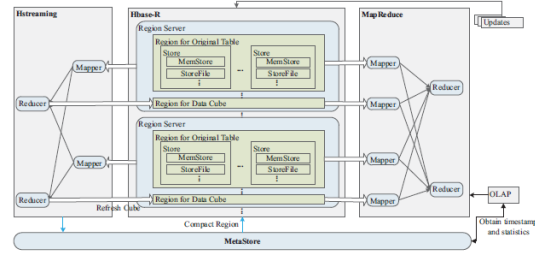 Hstreaming
Hbase-R
MapReduce
Updates
Region Server
Region for Original Table
Store
MemStore
StoreFile
...
Store
MemStore
StoreFile
Mapper
Mapper
Reducer
Region for Data Cube
Mapper
Reducer
Region Server
Region for Original Table
Store
MemStore
StoreFile
...
Store
MemStore
StoreFile
Mapper
Mapper
Reducer
Region for Data Cube
Mapper
Reducer
OLAP
Refresh Cube
Compact Region
Obtain timestamp
and statistics
MetaStore